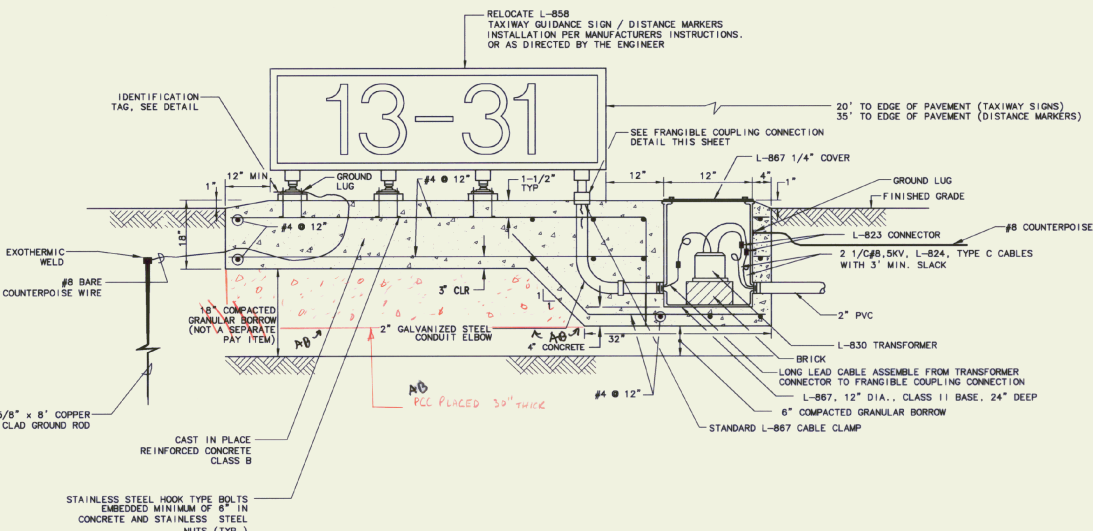 RELOCATE L-858
TAXIWAY GUIDANCE SIGN / DISTANCE MARKERS
INSTALLATION PER MANUFACTURERS INSTRUCTIONS.
OR AS DIRECTED BY THE ENGINEER
IDENTIFICATION
TAG, SEE DETAIL
13-31
20' TO EDGE OF PAVEMENT (TAXIWAY SIGNS)
35' TO EDGE OF PAVEMENT (DISTANCE MARKERS)
SEE FRANGIBLE COUPLING CONNECTION
DETAIL THIS SHEET
L-867 1/4" COVER
12" MIN
GROUND
LUG
#4 @ 12"
1-1/2"
TYP
12"
12"
4"
1"
1"
GROUND LUG
FINISHED GRADE
18"
#4 @ 12"
#8 COUNTERPOISE
L-823 CONNECTOR
2 1/C#8,5KV, L-824, TYPE C CABLES
WITH 3' MIN. SLACK
EXOTHERMIC
WELD
#8 BARE
COUNTERPOISE WIRE
3" CLR
1
1
18" COMPACTED
GRANULAR BORROW
(NOT A SEPARATE
PAY ITEM)
AB
2" GALVANIZED STEEL
CONDUIT ELBOW
AB
4" CONCRETE
32"
2" PVC
L-830 TRANSFORMER
BRICK
LONG LEAD CABLE ASSEMBLE FROM TRANSFORMER
CONNECTOR TO FRANGIBLE COUPLING CONNECTION
AB
PCC PLACED 30" THICK
#4 @ 12"
L-867, 12" DIA., CLASS II BASE, 24" DEEP
6" COMPACTED GRANULAR BORROW
STANDARD L-867 CABLE CLAMP
5/8" x 8' COPPER
CLAD GROUND ROD
CAST IN PLACE
REINFORCED CONCRETE
CLASS B
STAINLESS STEEL HOOK TYPE BOLTS
EMBEDDED MINIMUM OF 6" IN
CONCRETE AND STAINLESS STEEL
NUTS (TYP.)